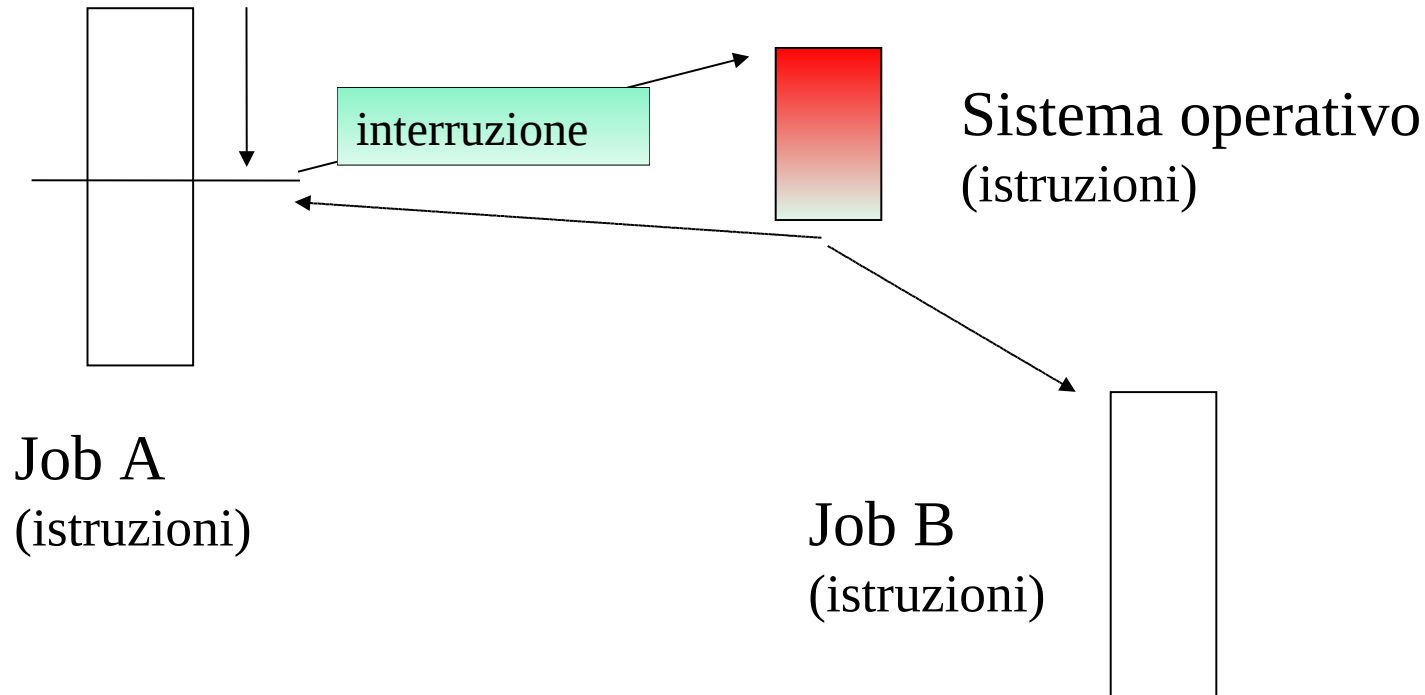 interruzione
Sistema operativo
(istruzioni)
Job A
(istruzioni)
Job B
(istruzioni)